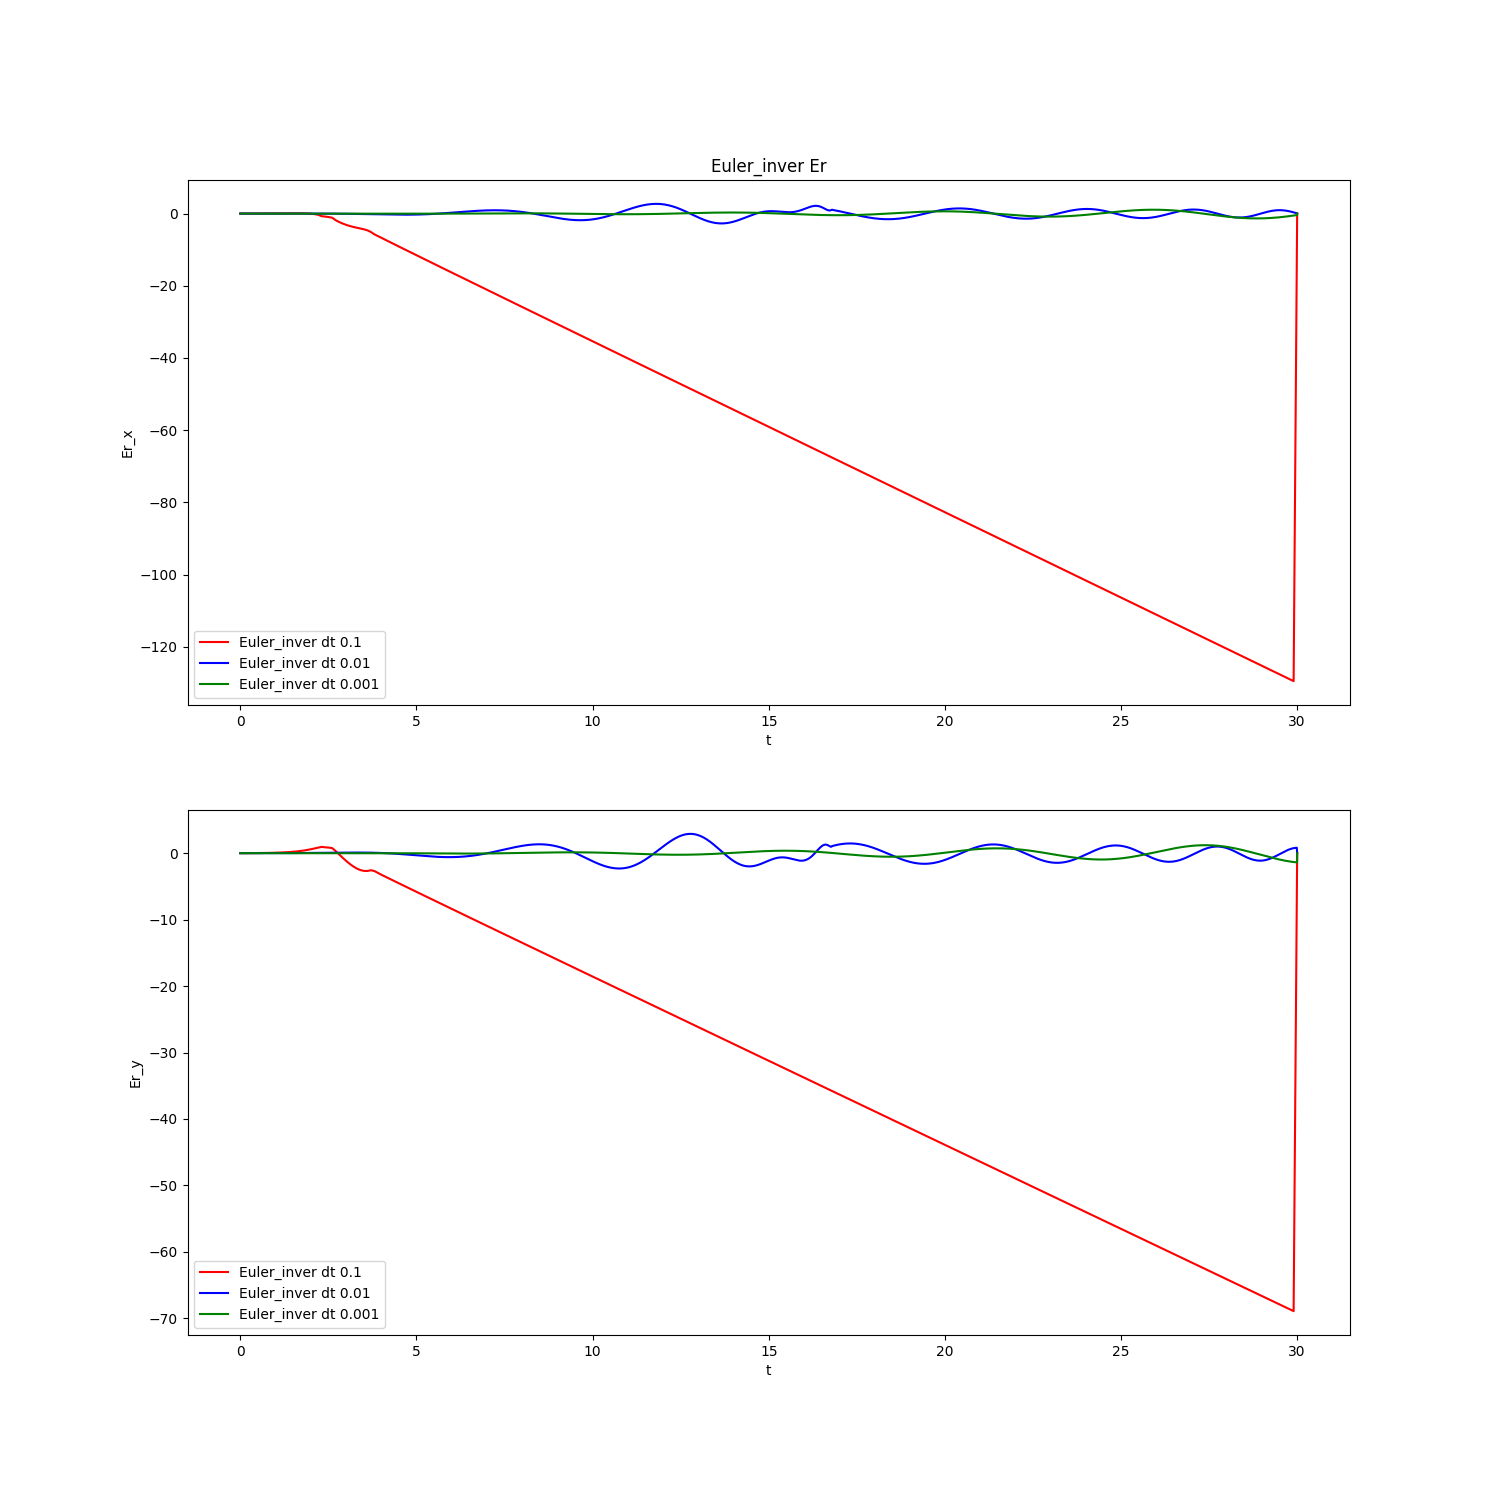 Euler_inver Er
0
−20
−40
−60
−80
−100
−120
Er_x
Euler_inver dt 0.1
Euler_inver dt 0.01
Euler_inver dt 0.001
0 5 10 15 20 25 30
t
0
−10
−20
−30
−40
−50
−60
−70
Er_y
Euler_inver dt 0.1
Euler_inver dt 0.01
Euler_inver dt 0.001
0 5 10 15 20 25 30
t